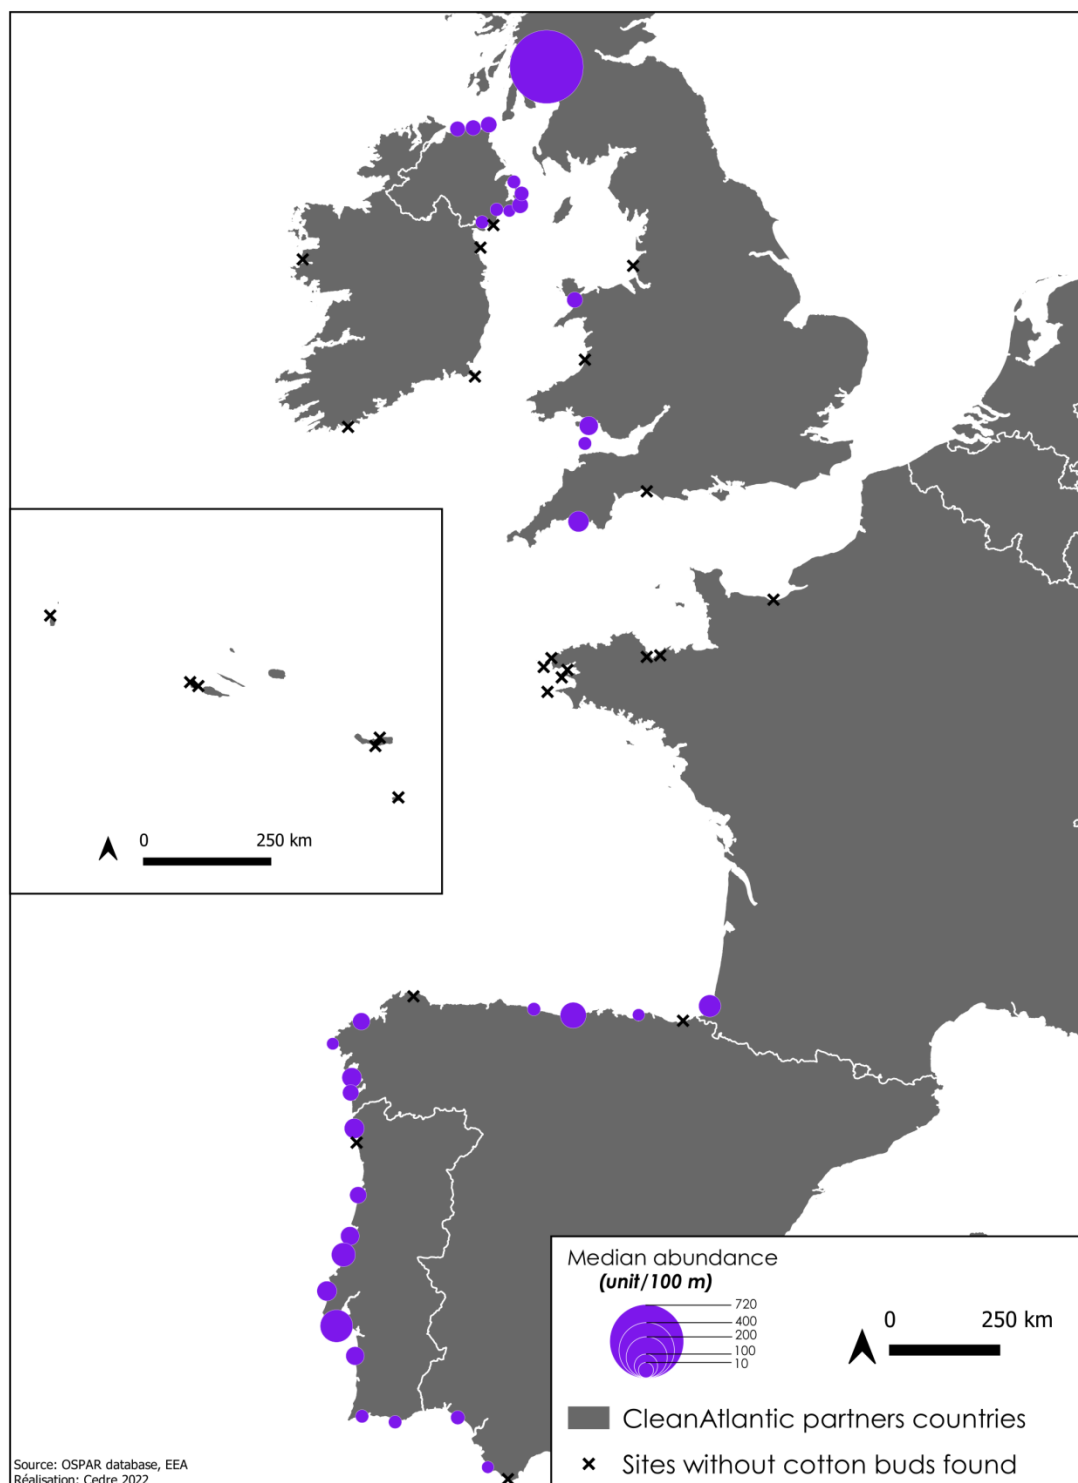 0 250 km
Median abundance
(unit/100 m)
720
400
200
100
10
0 250 km
CleanAtlantic partners countries
Sites without cotton buds found
Source: OSPAR database, EEA
Réalisation: Cedre 2022